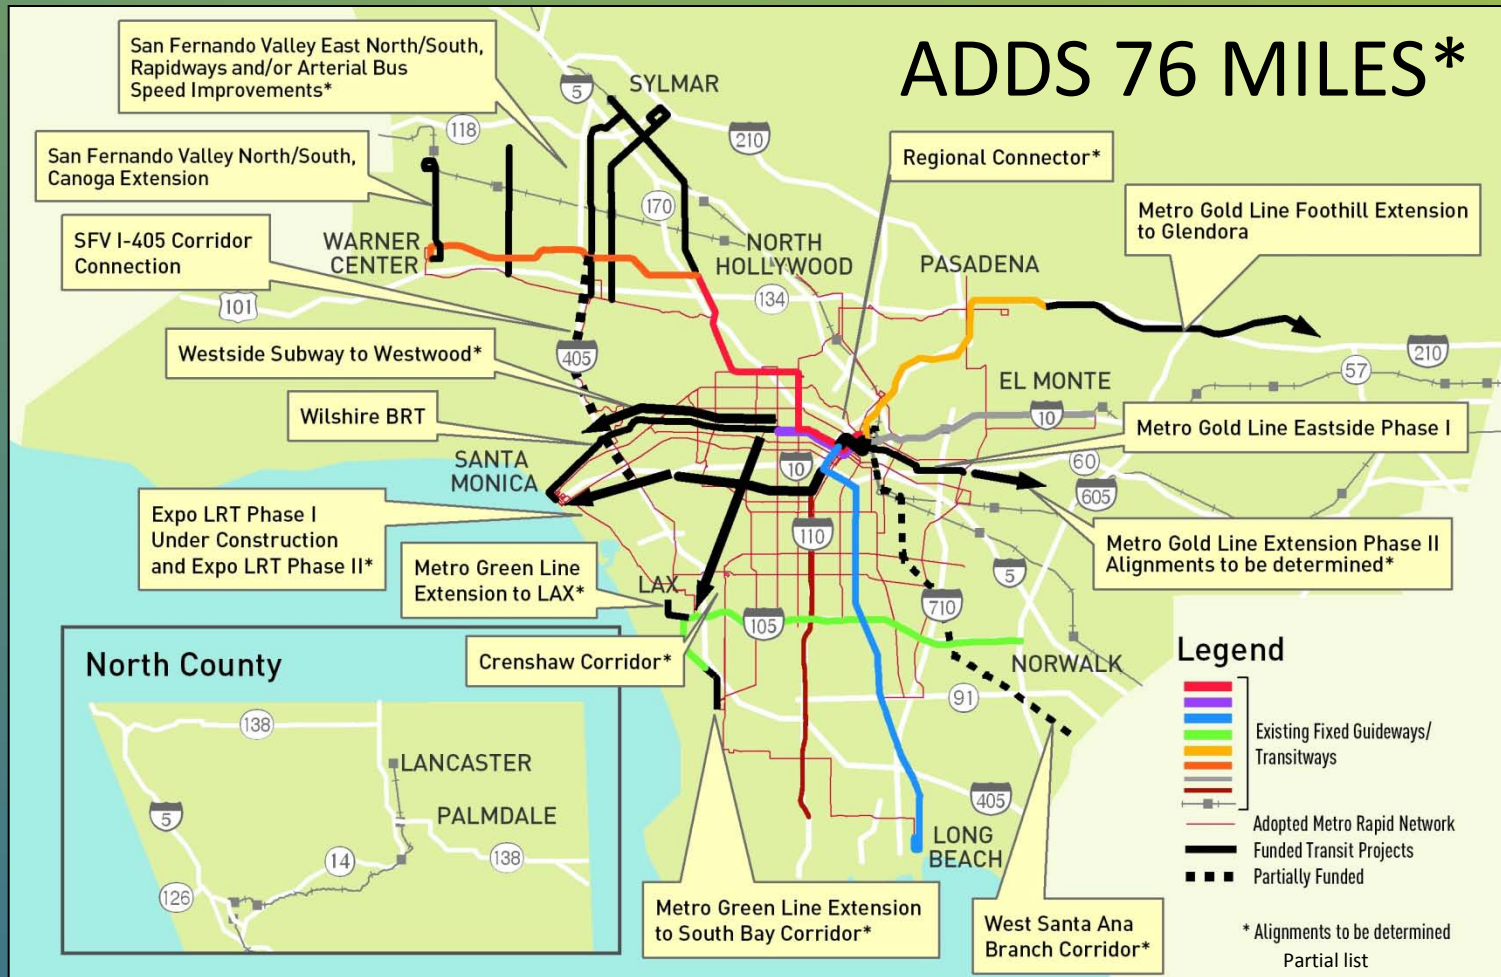 ADDS 76 MILES*
San Fernando Valley East North/South,
Rapidways and/or Arterial Bus
Speed Improvements*
5
SYLMAR
118
210
San Fernando Valley North/South,
Canoga Extension
Regional Connector*
170
Metro Gold Line Foothill Extension
to Glendora
SFV I-405 Corridor
Connection
WARNER
CENTER
NORTH
HOLLYWOOD
PASADENA
101
134
Westside Subway to Westwood*
405
210
57
EL MONTE
Wilshire BRT
10
Metro Gold Line Eastside Phase I
SANTA
MONICA
10
60
605
Expo LRT Phase I
Under Construction
and Expo LRT Phase II*
110
Metro Gold Line Extension Phase II
Alignments to be determined*
Metro Green Line
Extension to LAX*
LAX
5
710
105
Crenshaw Corridor*
NORWALK
91
405
LONG
BEACH
Metro Green Line Extension
to South Bay Corridor*
West Santa Ana
Branch Corridor*
North County
138
LANCASTER
5
PALMDALE
14
138
126
Legend
Existing Fixed Guideways/
Transitways
Adopted Metro Rapid Network
Funded Transit Projects
Partially Funded
* Alignments to be determined
Partial list